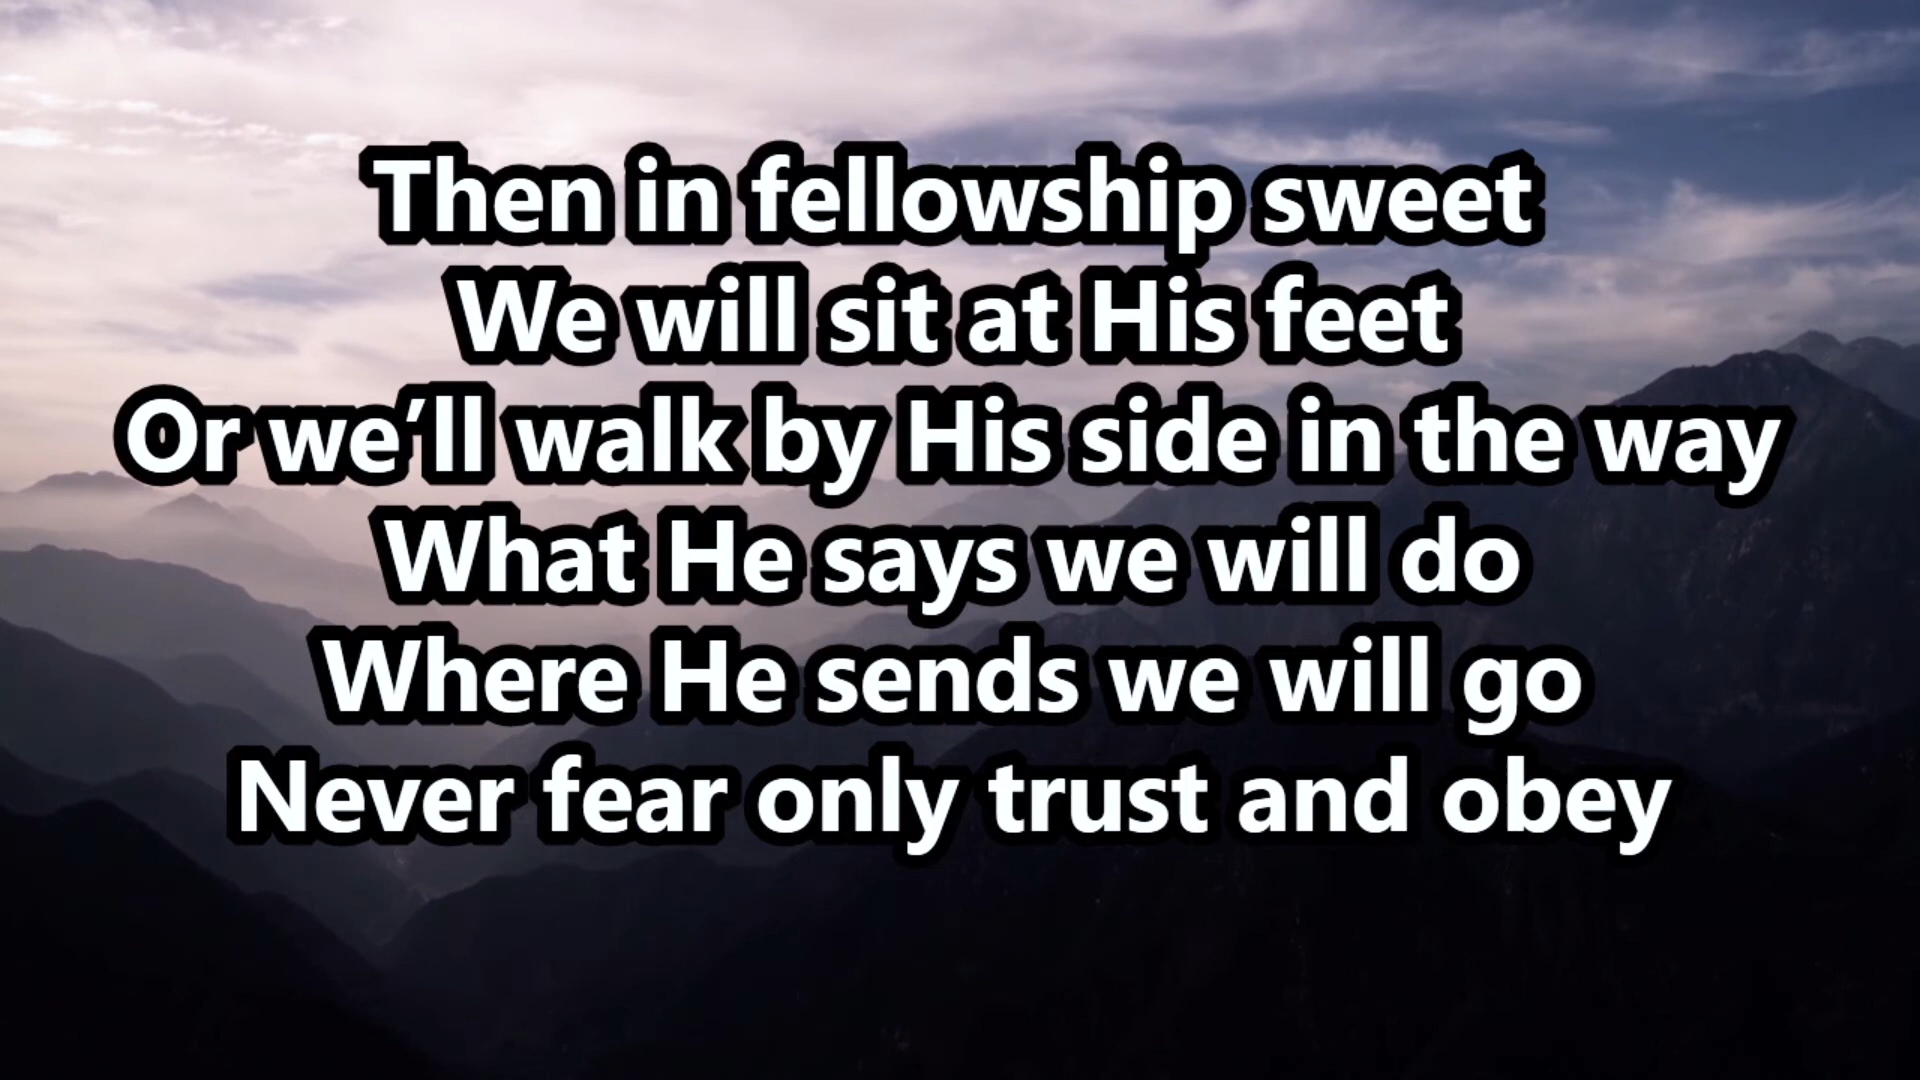 Then in fellowship sweet
We will sit at His feet
Or we’ll walk by His side in the way
What He says we will do
Where He sends we will go
Never fear only trust and obey